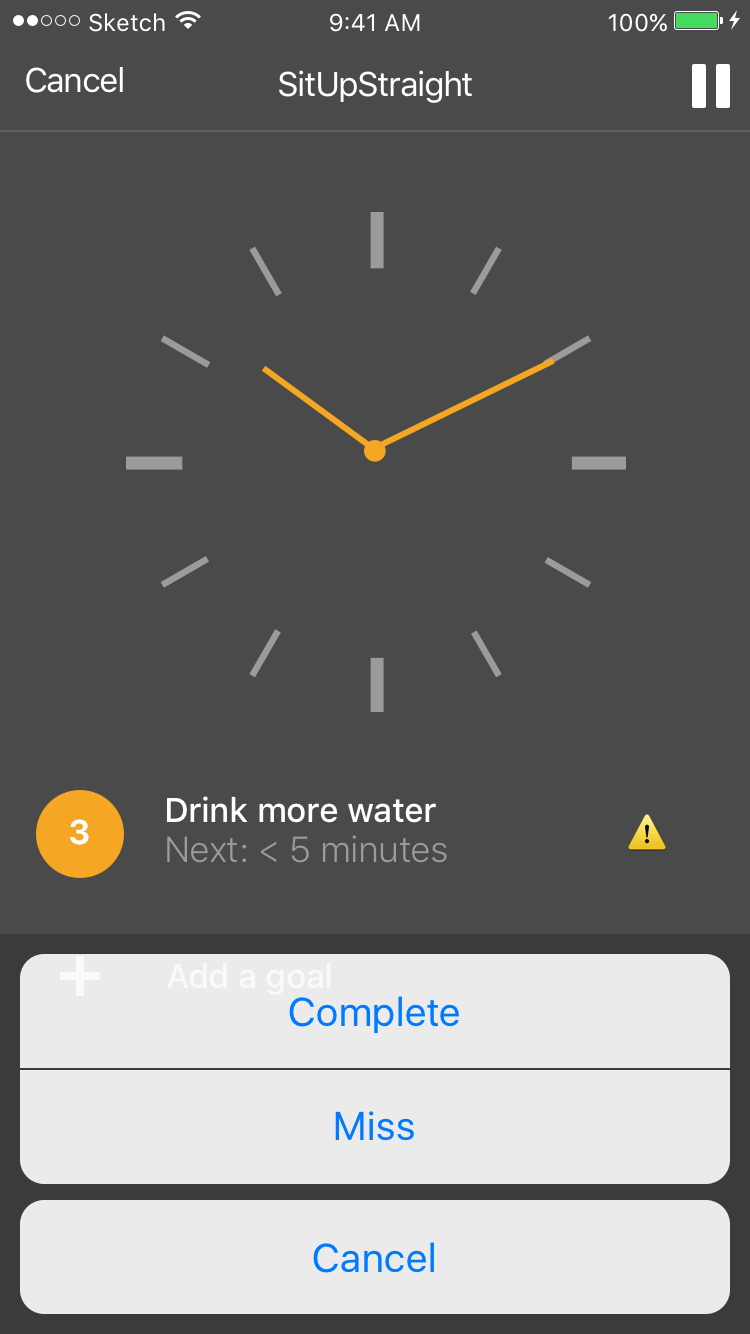 Sketch 9:41 AM 100%
Cancel SitUpStraight
3 Drink more water
Next: < 5 minutes
Add a goal
Complete
Miss
Cancel